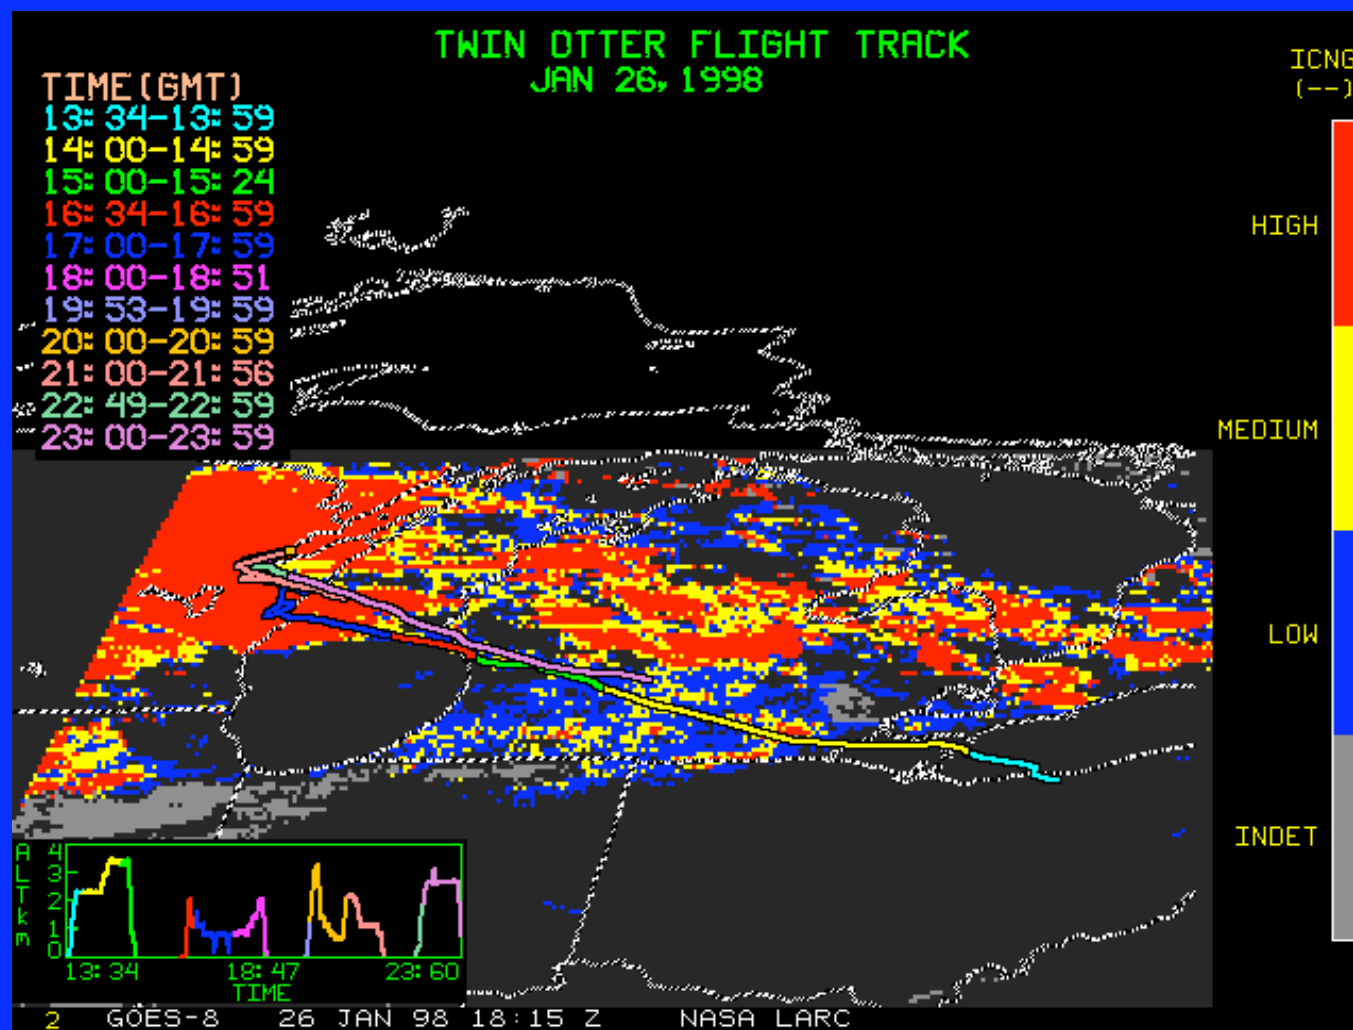 TWIN OTTER FLIGHT TRACK
JAN 26, 1998
TIME(GMT)
13:34-13:59
14:00-14:59
15:00-15:24
16:34-16:59
17:00-17:59
18:00-18:51
19:53-19:59
20:00-20:59
21:00-21:56
22:49-22:59
23:00-23:59
ICNG
(--)
HIGH
MEDIUM
LOW
INDET
ALT km
4
3
2
1
0
13:34 18:47 23:60
TIME
2 GOES-8 26 JAN 98 18:15 Z NASA LARC